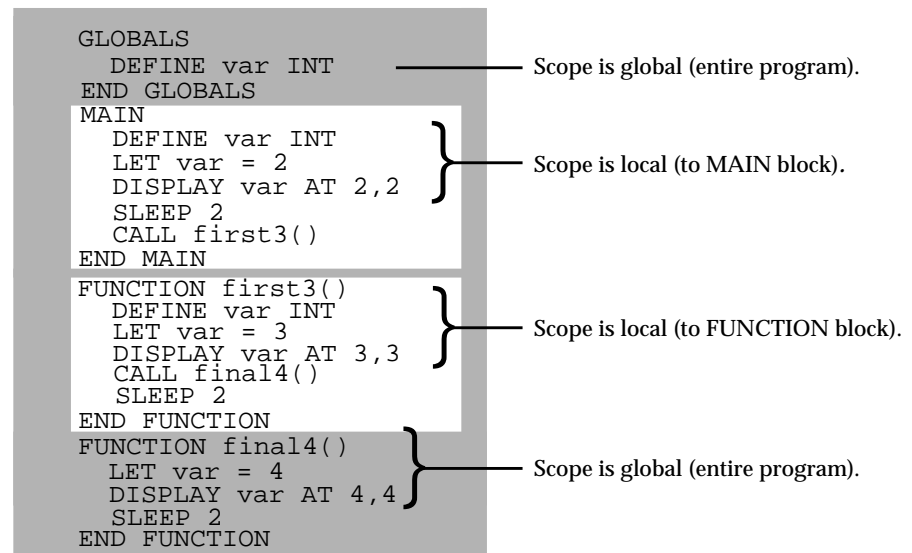 GLOBALS
DEFINE var INT
Scope is global (entire program).
END GLOBALS
MAIN
DEFINE var INT
LET var = 2
Scope is local (to MAIN block).
DISPLAY var AT 2,2
SLEEP 2
CALL first3()
END MAIN
FUNCTION first3()
DEFINE var INT
LET var = 3
Scope is local (to FUNCTION block).
DISPLAY var AT 3,3
CALL final4()
SLEEP 2
END FUNCTION
FUNCTION final4()
LET var = 4
Scope is global (entire program).
DISPLAY var AT 4,4
SLEEP 2
END FUNCTION